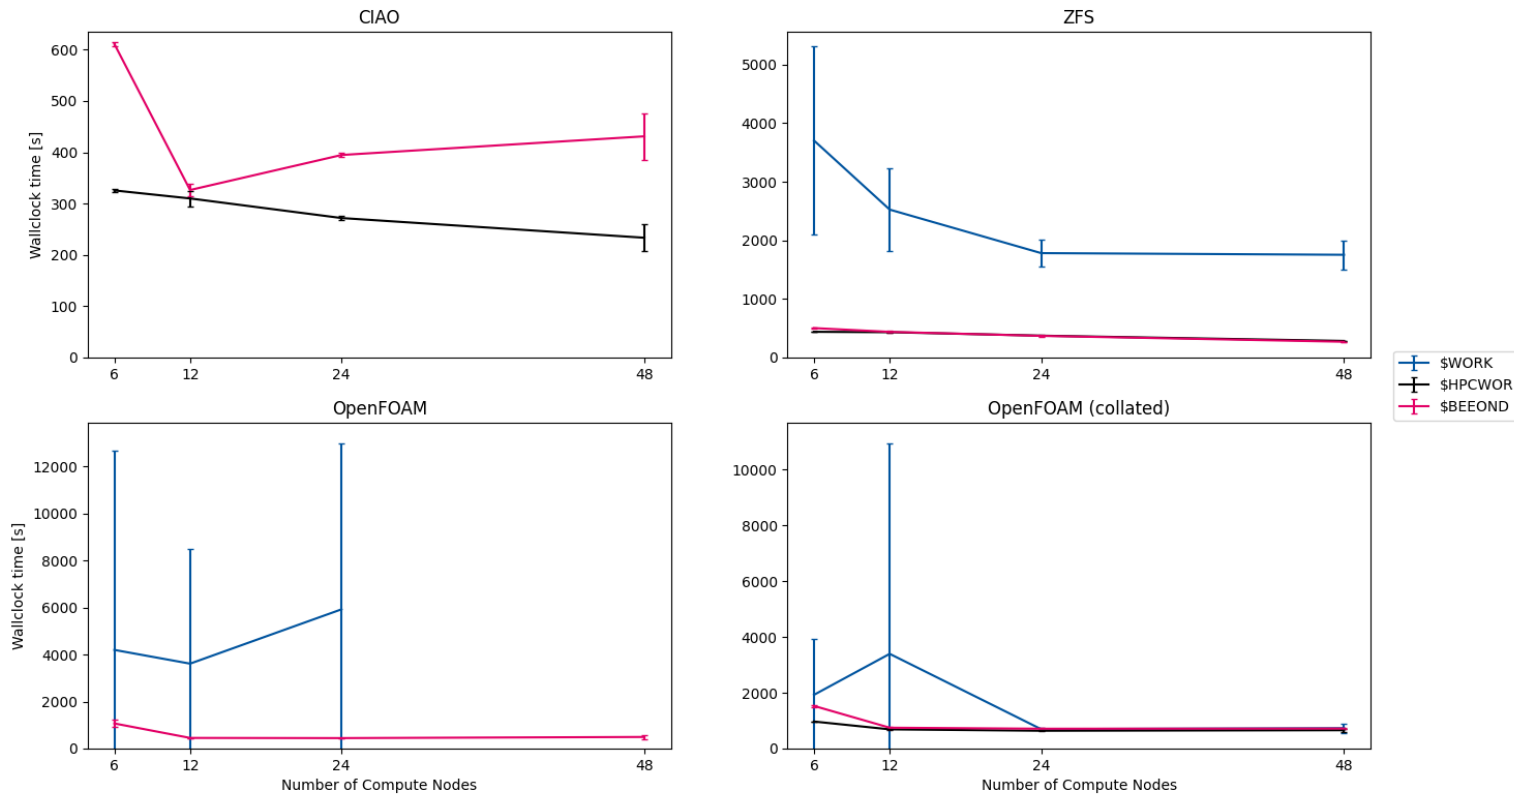 CIAO
Wallclock time [s]
600
500
400
300
200
100
0
6 12 24 48
ZFS
5000
4000
3000
2000
1000
0
6 12 24 48
$WORK
$HPCWOR
$BEEOND
OpenFOAM
Wallclock time [s]
12000
10000
8000
6000
4000
2000
0
6 12 24 48
Number of Compute Nodes
OpenFOAM (collated)
10000
8000
6000
4000
2000
0
6 12 24 48
Number of Compute Nodes